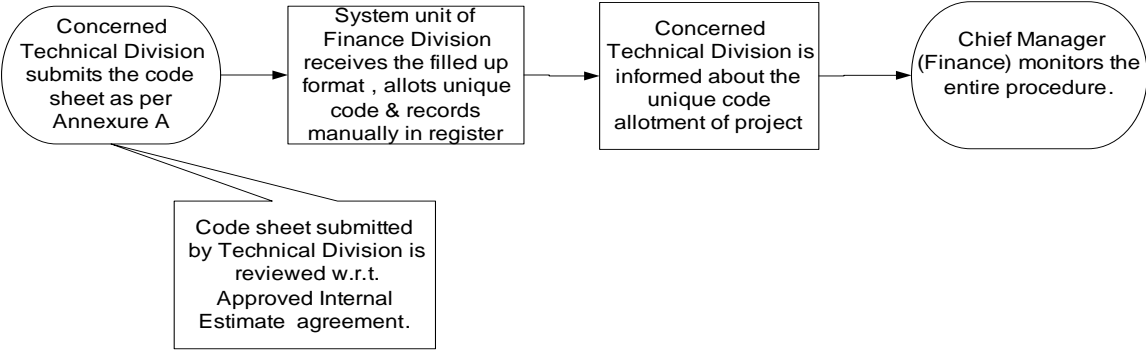 Concerned
Technical Division
submits the code
sheet as per
Annexure A
System unit of
Finance Division
receives the filled up
format , allots unique
code & records
manually in register
Concerned
Technical Division is
informed about the
unique code
allotment of project
Chief Manager
(Finance) monitors the
entire procedure.
Code sheet submitted
by Technical Division is
reviewed w.r.t.
Approved Internal
Estimate agreement.